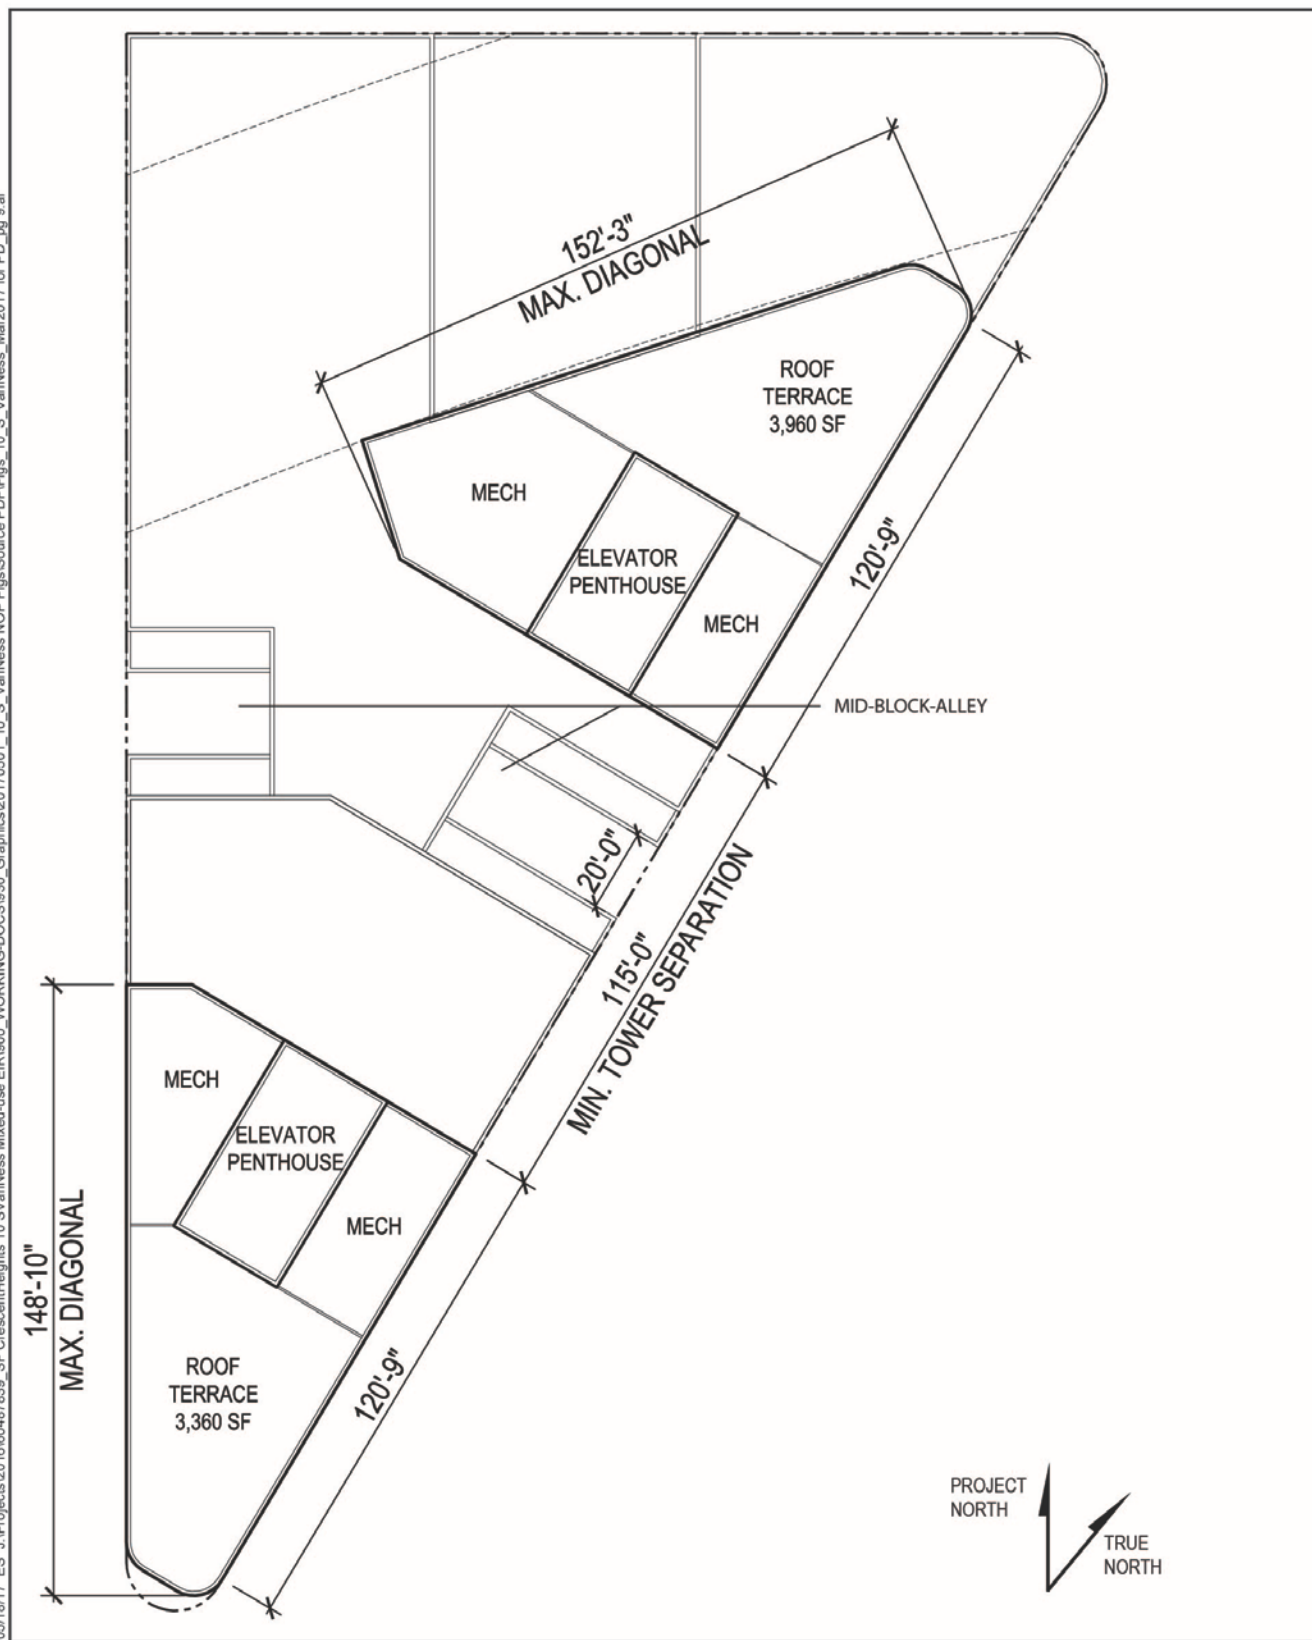 152'-3"
MAX. DIAGONAL
ROOF
TERRACE
3,960 SF
MECH
ELEVATOR
PENTHOUSE
MECH
120'-9"
MID-BLOCK-ALLEY
20'-0"
115'-0"
MIN. TOWER SEPARATION
MECH
ELEVATOR
PENTHOUSE
MECH
148'-10"
MAX. DIAGONAL
ROOF
TERRACE
3,360 SF
120'-9"
PROJECT
NORTH
TRUE
NORTH